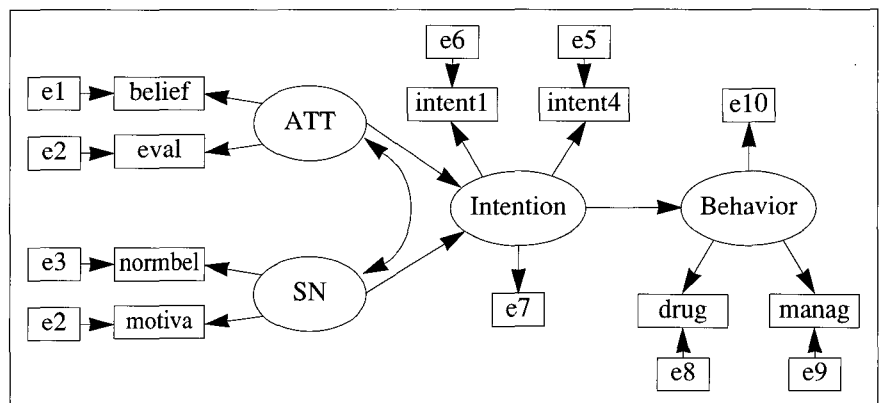 e6
e5
e1
belief
intent1
intent4
e10
ATT
e2
eval
Intention
Behavior
e3
normbel
SN
e7
drug
manag
e2
motiva
e8
e9